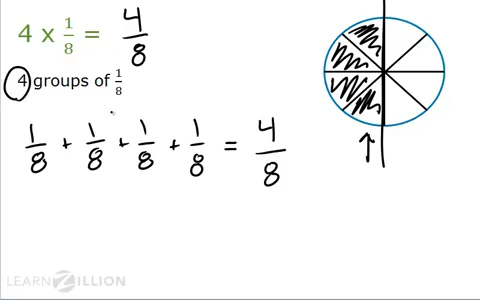 4 x 1/8 = 4/8
4 groups of 1/8
1/8 + 1/8 + 1/8 + 1/8 = 4/8
LEARNZILLION